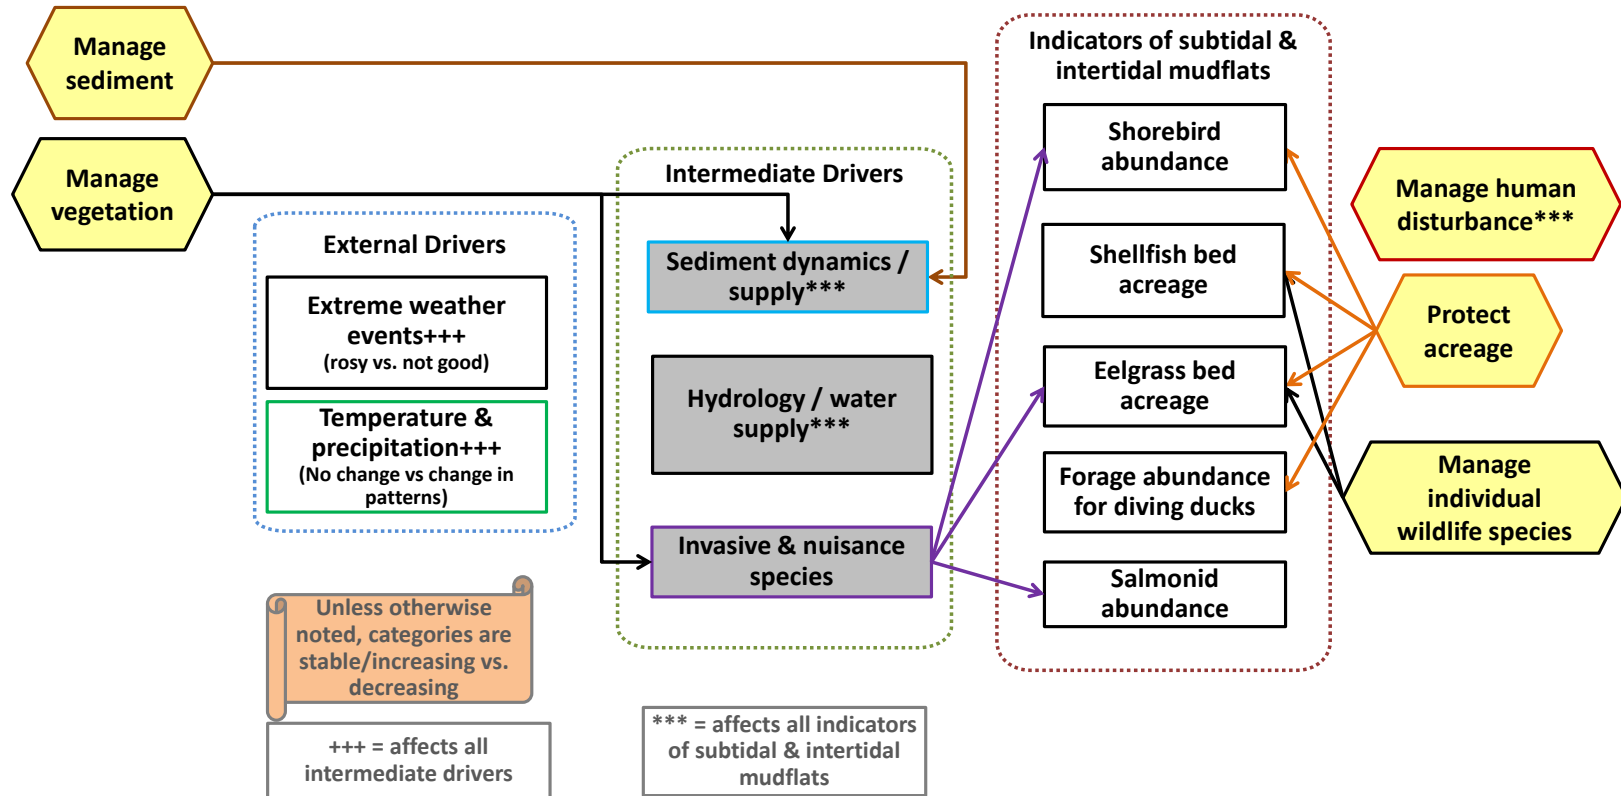 Manage
sediment
Manage
vegetation
External Drivers
Extreme weather
events+++
(rosy vs. not good)
Temperature &
precipitation+++
(No change vs change in
patterns)
Unless otherwise
noted, categories are
stable/increasing vs.
decreasing
+++ = affects all
intermediate drivers
Intermediate Drivers
Sediment dynamics /
supply***
Hydrology / water
supply***
Invasive & nuisance
species
*** = affects all indicators
of subtidal & intertidal
mudflats
Indicators of subtidal &
intertidal mudflats
Shorebird
abundance
Shellfish bed
acreage
Eelgrass bed
acreage
Forage abundance
for diving ducks
Salmonid
abundance
Manage human
disturbance***
Protect
acreage
Manage
individual
wildlife species